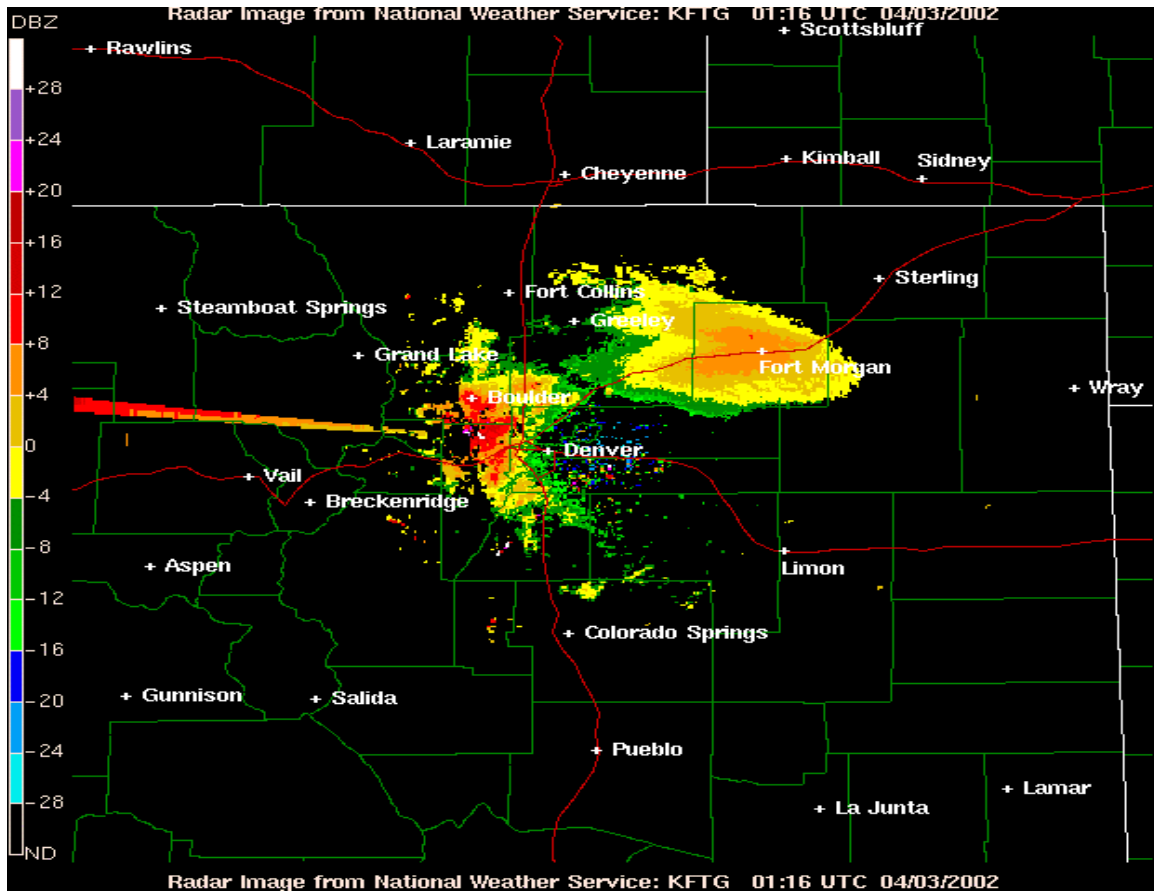 Radar Image from National Weather Service: KFTG 01:16 UTC 04/03/2002
DBZ
Scottsbluff
Rawlins
+28
+24
Laramie
Kimball
Sidney
Cheyenne
+20
+16
Sterling
+12
Fort Collins
Steamboat Springs
Greeley
+8
Grand Lake
Fort Morgan
Wray
+4
Boulder
0
Denver
Vail
-4
Breckenridge
-8
Aspen
Limon
-12
Colorado Springs
-16
Gunnison
Salida
-20
-24
Pueblo
-28
Lamar
La Junta
ND
Radar Image from National Weather Service: KFTG 01:16 UTC 04/03/2002